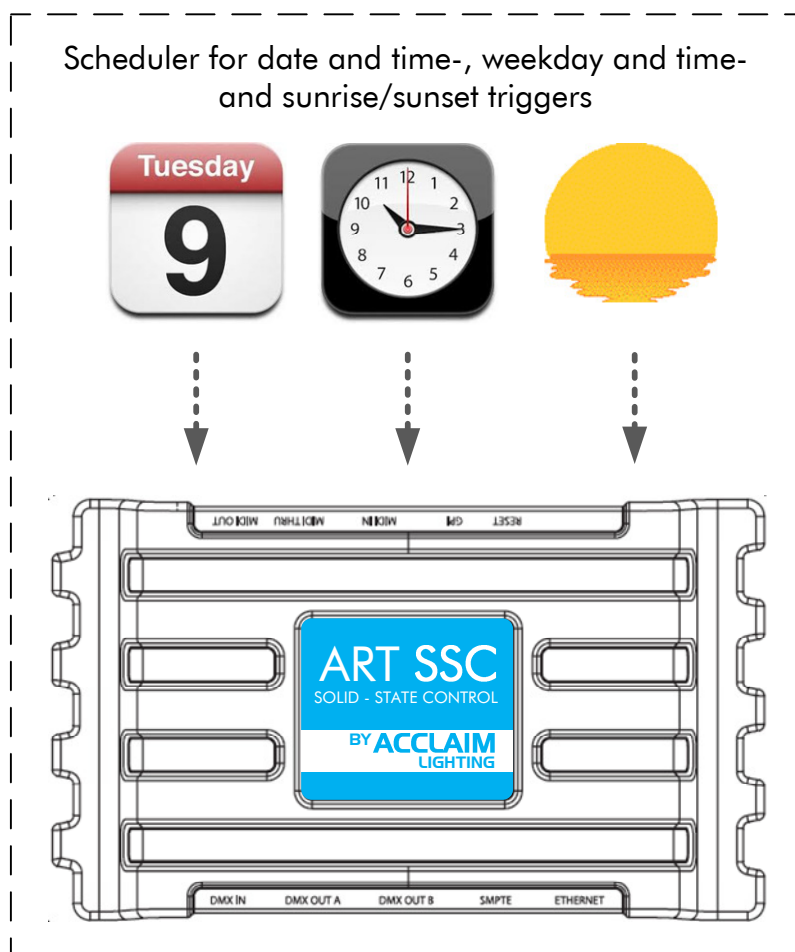 Scheduler for date and time-, weekday and time-
and sunrise/sunset triggers
Tuesday
9
12
1
2
3
4
5
6
7
8
9
10
11
MIDI OUT MIDI THRU MIDI IN GPI RESET
ART SSC
SOLID - STATE CONTROL
BY ACCLAIM
LIGHTING
DMX IN DMX OUT A DMX OUT B SMPTE ETHERNET